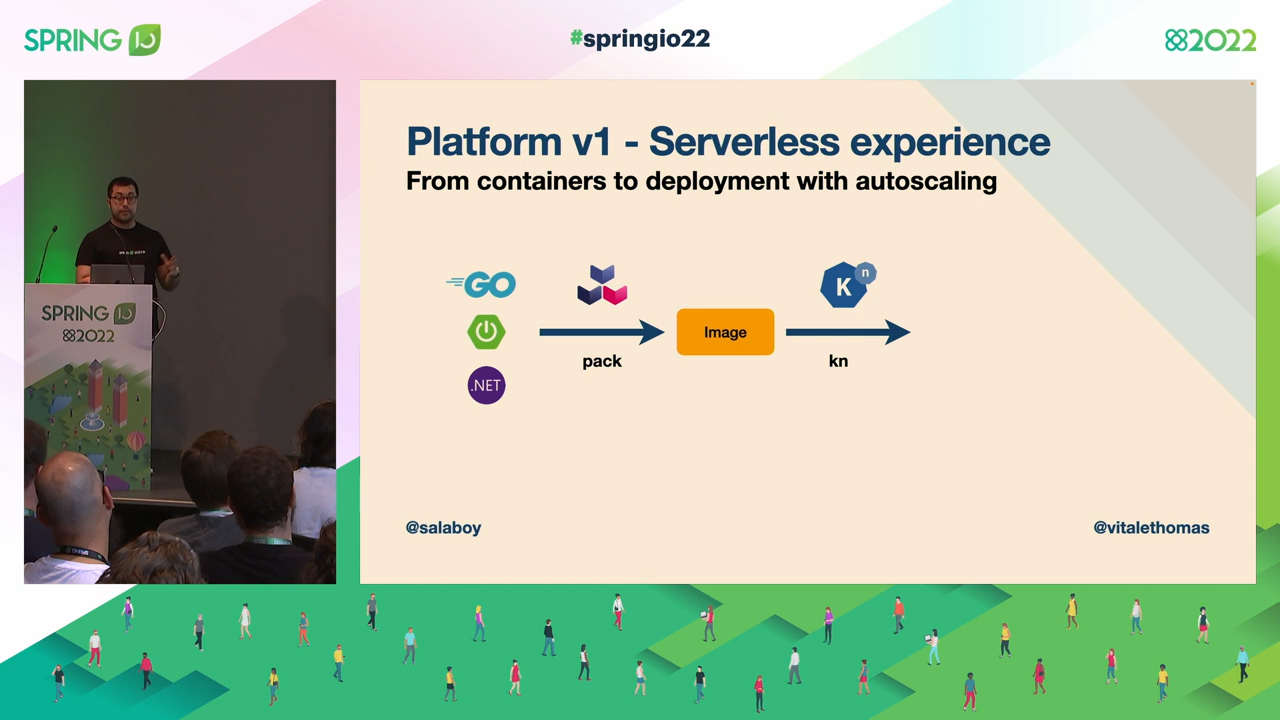 SPRING IO
#springio22
2022
Platform v1 - Serverless experience
From containers to deployment with autoscaling
GO
.NET
pack
Image
K
n
kn
@salaboy
@vitalethomas
SPRING IO
2022